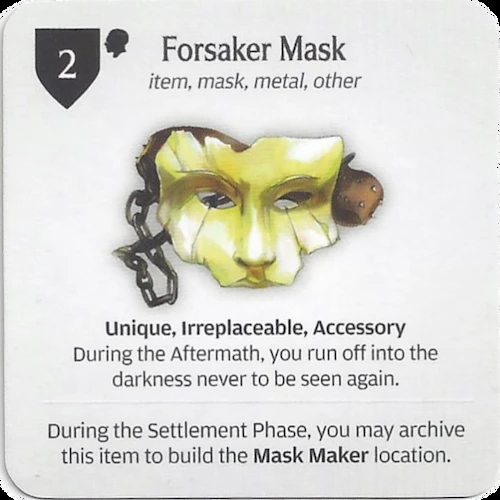 2
Forsaker Mask
item, mask, metal, other
Unique, Irreplaceable, Accessory
During the Aftermath, you run off into the
darkness never to be seen again.
During the Settlement Phase, you may archive
this item to build the Mask Maker location.